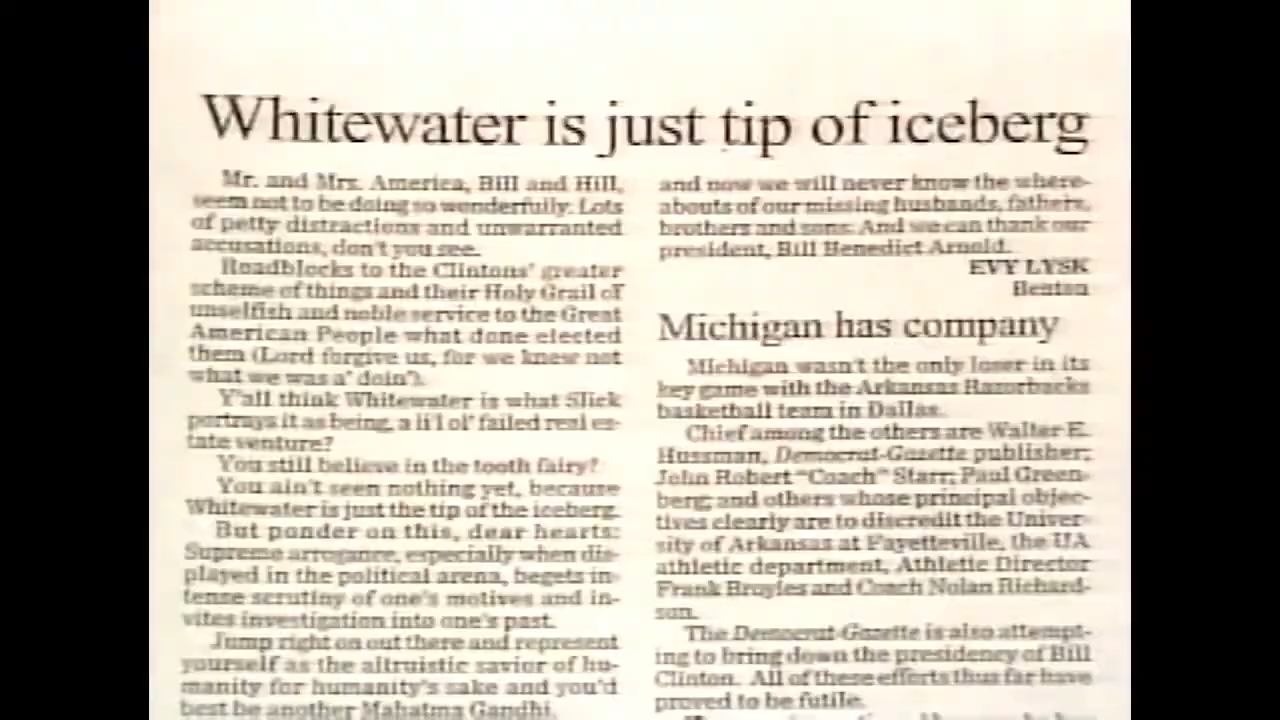 Whitewater is just tip of iceberg
Mr. and Mrs. America, Bill and Hill,
seem not to be doing so wonderfully. Lots
of petty distractions and unwarranted
accusations, don't you see.
Roadblocks to the Clintons' greater
scheme of things and their Holy Grail of
unselfish and noble service to the Great
American People what done elected
them (Lord forgive us, for we knew not
what we was a' doin').
Y'all think Whitewater is what Slick
portrays it as being, a li'l ol' failed real es-
tate venture?
You still believe in the tooth fairy?
You ain't seen nothing yet, because
Whitewater is just the tip of the iceberg.
But ponder on this, dear hearts:
Supreme arrogance, especially when dis-
played in the political arena, begets in-
tense scrutiny of one's motives and in-
vites investigation into one's past.
Jump right on out there and represent
yourself as the altruistic savior of hu-
manity for humanity's sake and you'd
best be another Mahatma Gandhi.
and now we will never know the where-
abouts of our missing husbands, fathers,
brothers and sons. And we can thank our
president, Bill Benedict Arnold.
EVY LYSK
Benton
Michigan has company
Michigan wasn't the only loser in its
key game with the Arkansas Razorbacks
basketball team in Dallas.
Chief among the others are Walter E.
Hussman, Democrat-Gazette publisher;
John Robert "Coach" Starr; Paul Green-
berg; and others whose principal objec-
tives clearly are to discredit the Univer-
sity of Arkansas at Fayetteville, the UA
athletic department, Athletic Director
Frank Broyles and Coach Nolan Richard-
son.
The Democrat-Gazette is also attempt-
ing to bring down the presidency of Bill
Clinton. All of these efforts thus far have
proved to be futile.